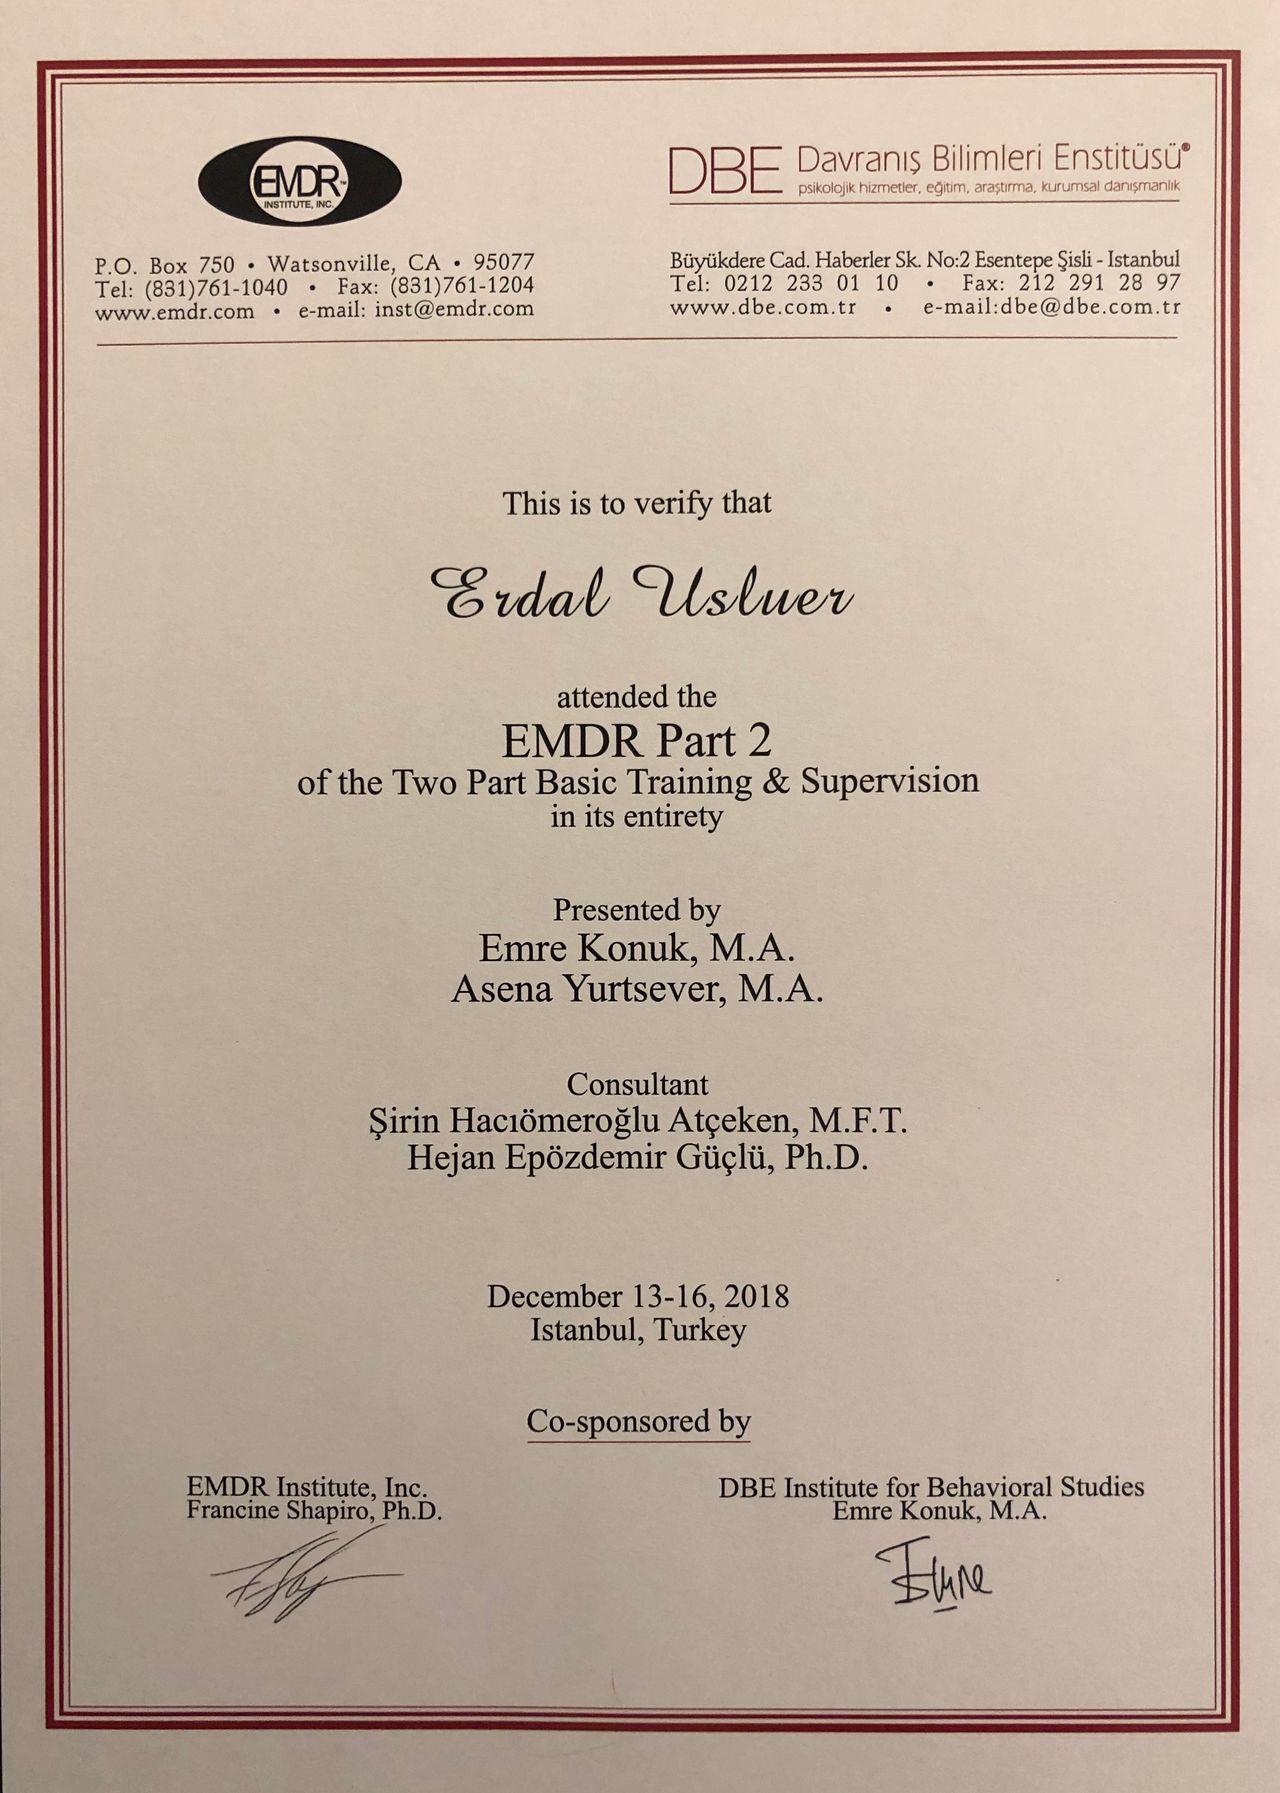 EMDR™
INSTITUTE, INC.
P.O. Box 750 • Watsonville, CA • 95077
Tel: (831)761-1040 • Fax: (831)761-1204
www.emdr.com • e-mail: inst@emdr.com
DBE Davranış Bilimleri Enstitüsü®
psikolojik hizmetler, eğitim, araştırma, kurumsal danışmanlık
Büyükdere Cad. Haberler Sk. No:2 Esentepe Şisli - Istanbul
Tel: 0212 233 01 10 • Fax: 212 291 28 97
www.dbe.com.tr • e-mail:dbe@dbe.com.tr
This is to verify that
Erdal Usluer
attended the
EMDR Part 2
of the Two Part Basic Training & Supervision
in its entirety
Presented by
Emre Konuk, M.A.
Asena Yurtsever, M.A.
Consultant
Şirin Hacıömeroğlu Atçeken, M.F.T.
Hejan Epözdemir Güçlü, Ph.D.
December 13-16, 2018
Istanbul, Turkey
Co-sponsored by
EMDR Institute, Inc.
Francine Shapiro, Ph.D.
DBE Institute for Behavioral Studies
Emre Konuk, M.A.